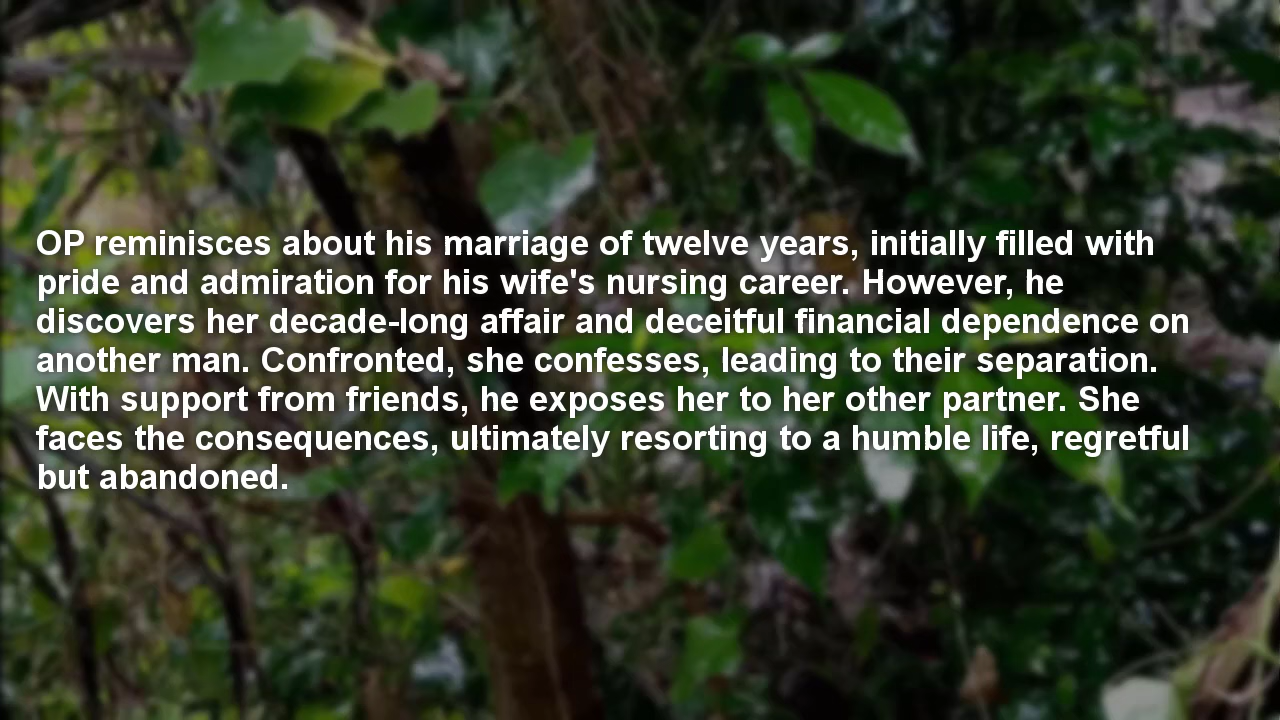 OP reminisces about his marriage of twelve years, initially filled with
pride and admiration for his wife's nursing career. However, he
discovers her decade-long affair and deceitful financial dependence on
another man. Confronted, she confesses, leading to their separation.
With support from friends, he exposes her to her other partner. She
faces the consequences, ultimately resorting to a humble life, regretful
but abandoned.